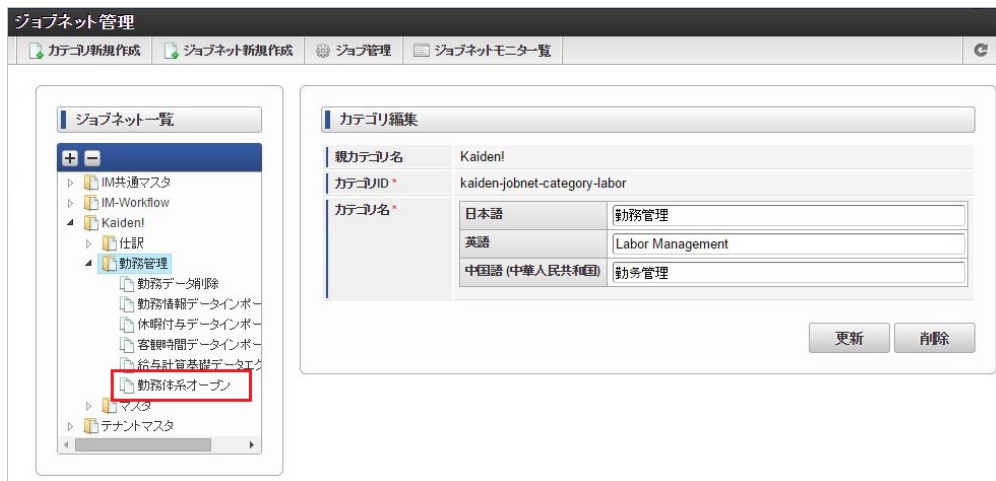 ジョブネット管理
カテゴリ新規作成 ジョブネット新規作成 ジョブ管理 ジョブネットモニター覧
ジョブネット一覧
IM共通マスタ
IM-Workflow
Kaiden!
仕訳
勤務管理
勤務データ削除
勤務情報データインポー
休暇付与データインポー
客観時間データインポー
給与計算基礎データエク
勤務体系オープン
マスタ
テナントマスタ
カテゴリ編集
親カテゴリ名 Kaiden!
カテゴリID * kaiden-jobnet-category-labor
カテゴリ名 *
日本語 勤務管理
英語 Labor Management
中国語 (中華人民共和国) 勤务管理
更新 削除